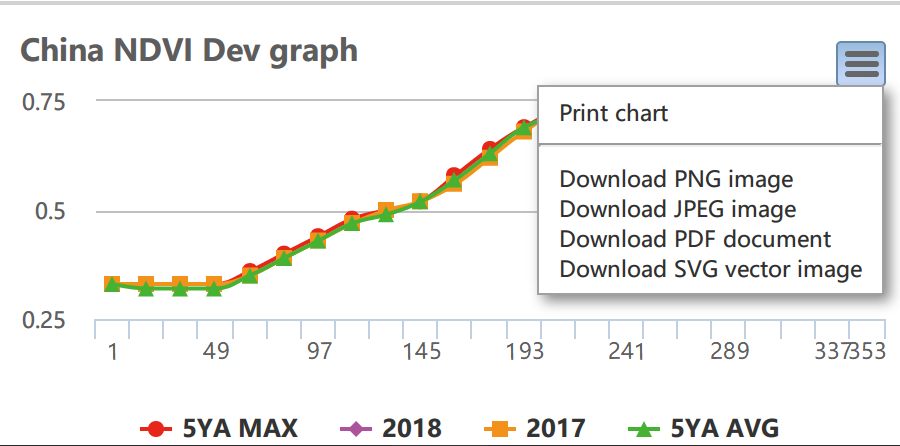 China NDVI Dev graph
0.75
Print chart
Download PNG image
0.5
Download JPEG image
Download PDF document
Download SVG vector image
0.25
1 49 97 145 193 241 289 337 353
5YA MAX 2018 2017 5YA AVG